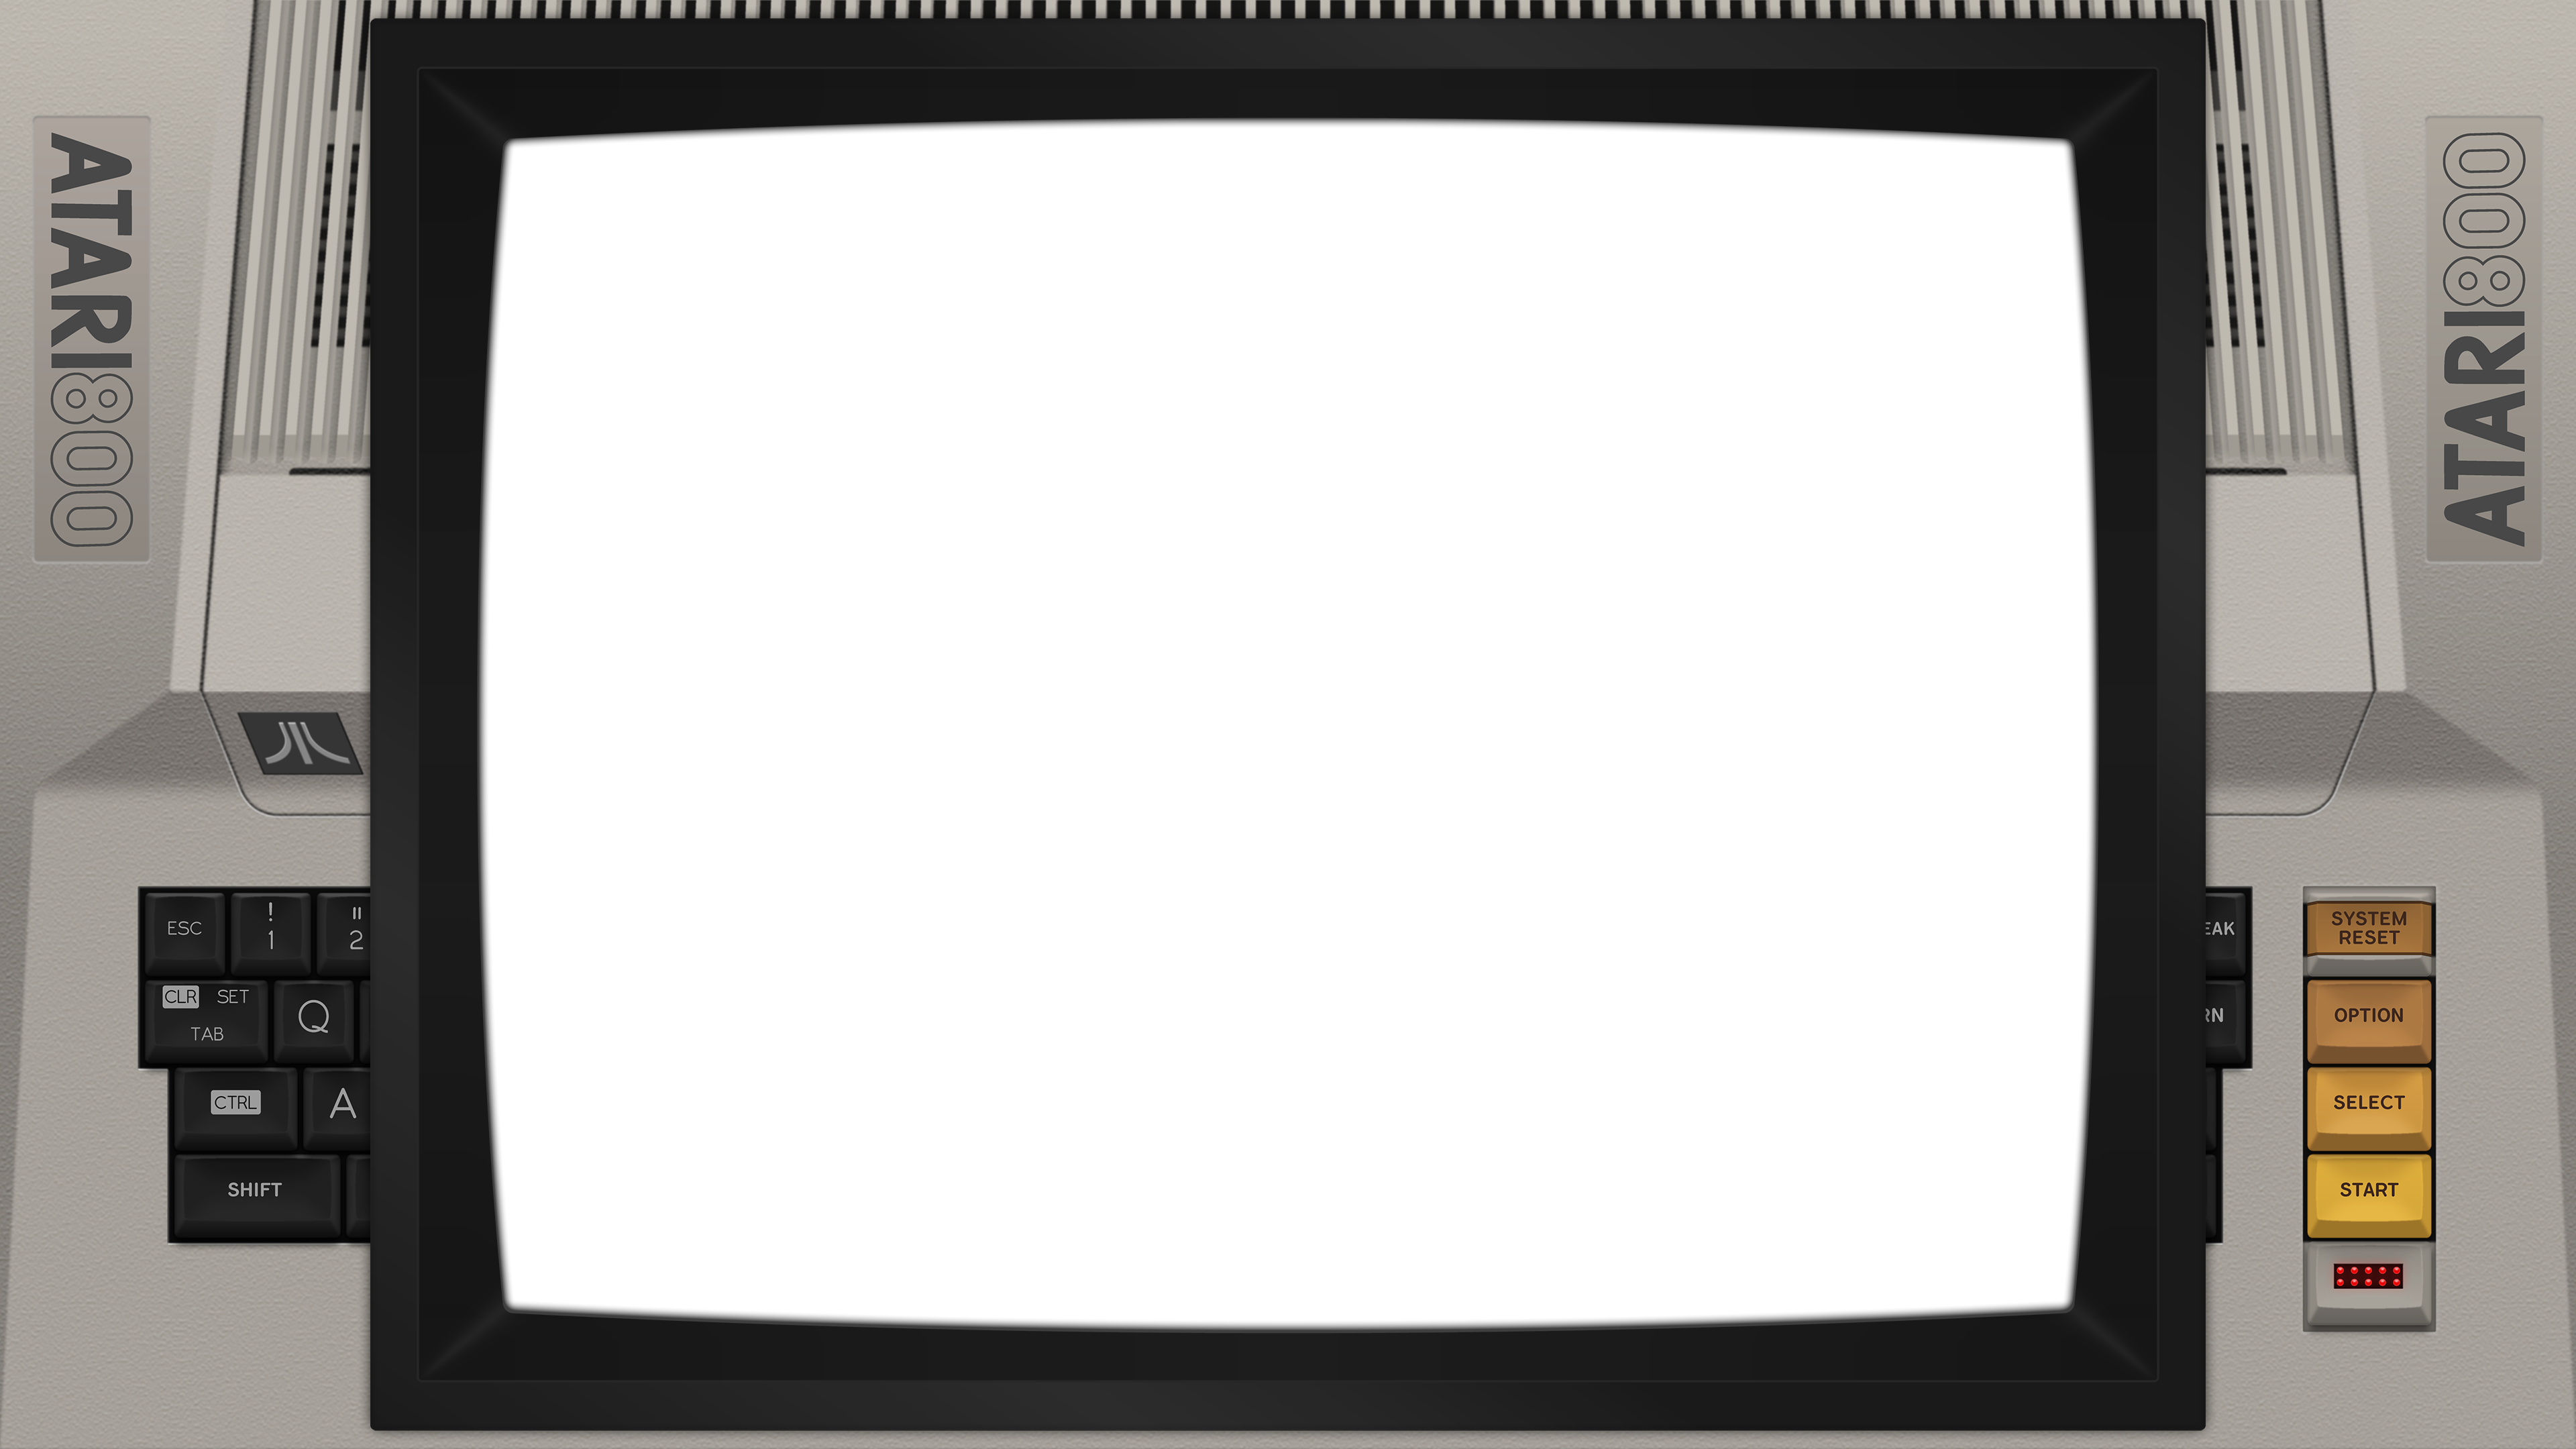 ATARI800
ATARI800
ESC
!
1
"
2
EAK
SYSTEM
RESET
CLR SET
TAB
Q
RN
OPTION
CTRL
A
SELECT
SHIFT
START